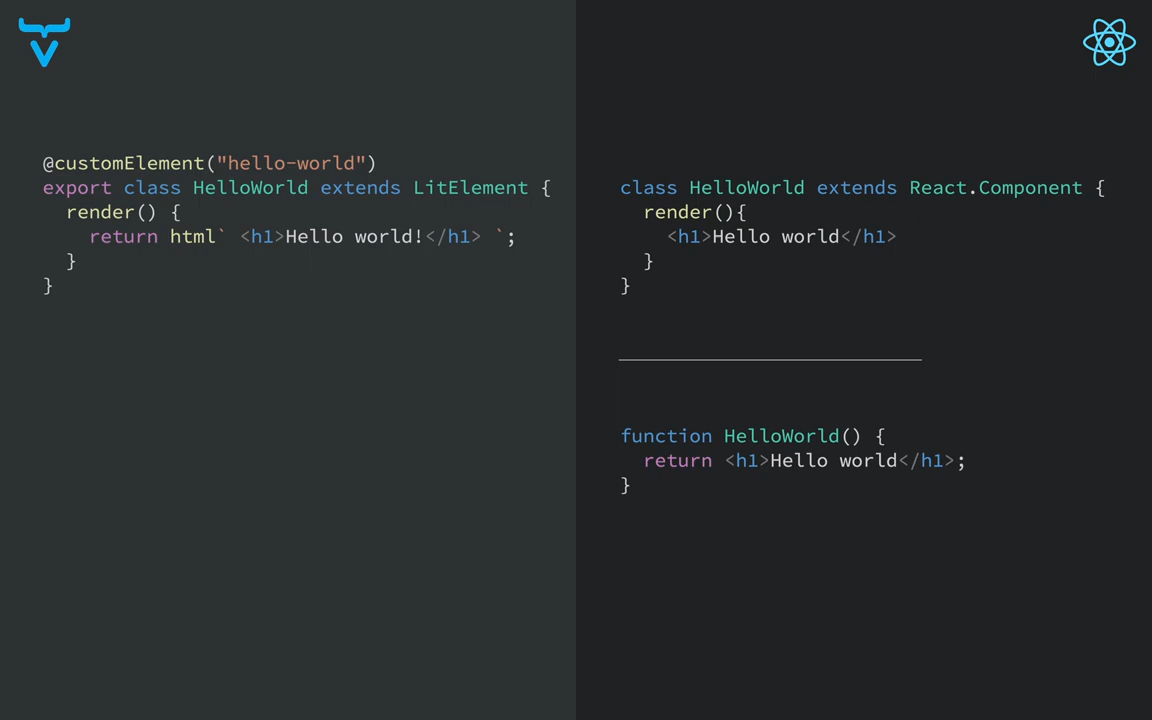 @customElement("hello-world")
export class HelloWorld extends LitElement {
  render() {
    return html` <h1>Hello world!</h1> `;
  }
}
class HelloWorld extends React.Component {
  render(){
    <h1>Hello world</h1>
  }
}
function HelloWorld() {
  return <h1>Hello world</h1>;
}